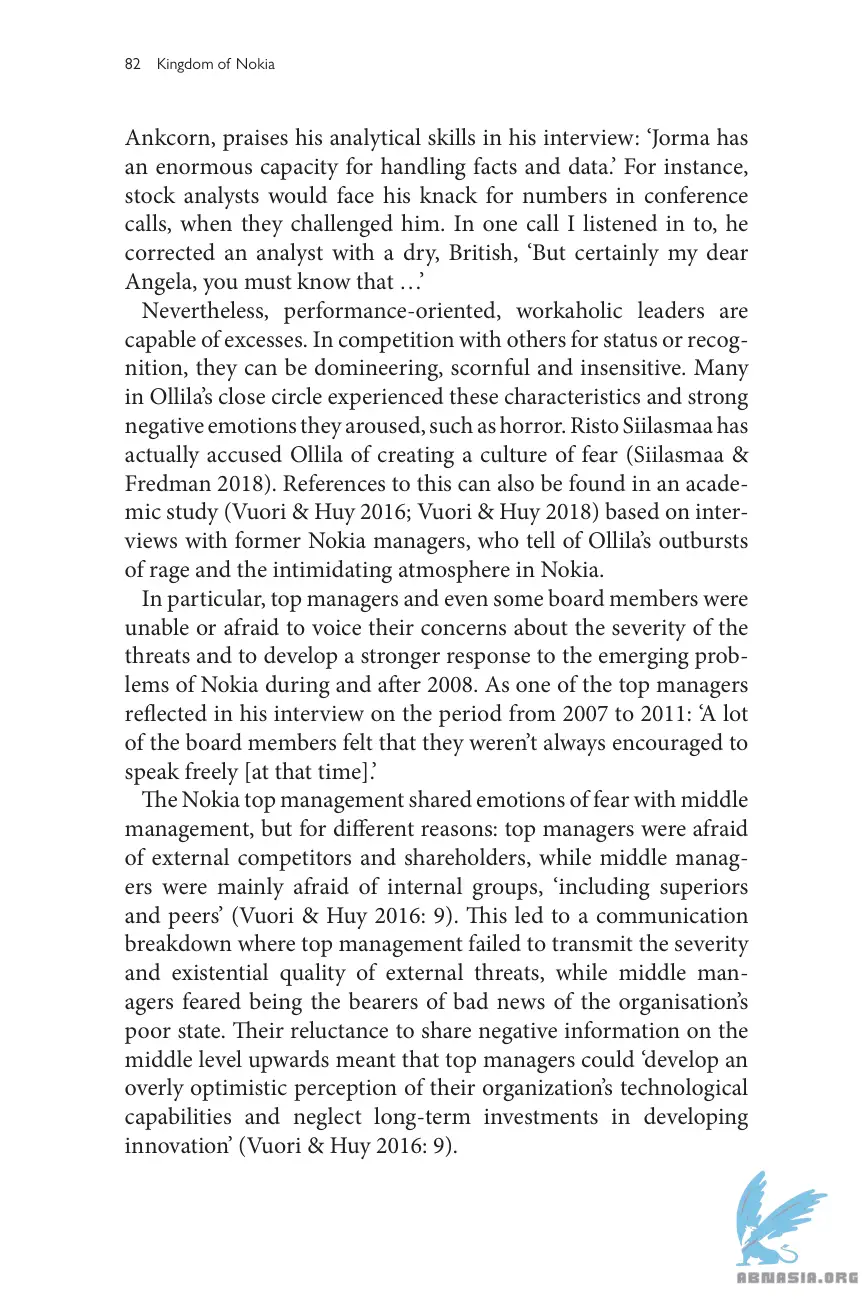 82 Kingdom of Nokia
Ankcorn, praises his analytical skills in his interview: ‘Jorma has
an enormous capacity for handling facts and data.’ For instance,
stock analysts would face his knack for numbers in conference
calls, when they challenged him. In one call I listened in to, he
corrected an analyst with a dry, British, ‘But certainly my dear
Angela, you must know that …’
Nevertheless, performance-oriented, workaholic leaders are
capable of excesses. In competition with others for status or recog-
nition, they can be domineering, scornful and insensitive. Many
in Ollila’s close circle experienced these characteristics and strong
negative emotions they aroused, such as horror. Risto Siilasmaa has
actually accused Ollila of creating a culture of fear (Siilasmaa &
Fredman 2018). References to this can also be found in an acade-
mic study (Vuori & Huy 2016; Vuori & Huy 2018) based on inter-
views with former Nokia managers, who tell of Ollila’s outbursts
of rage and the intimidating atmosphere in Nokia.
In particular, top managers and even some board members were
unable or afraid to voice their concerns about the severity of the
threats and to develop a stronger response to the emerging prob-
lems of Nokia during and after 2008. As one of the top managers
reflected in his interview on the period from 2007 to 2011: ‘A lot
of the board members felt that they weren’t always encouraged to
speak freely [at that time].’
The Nokia top management shared emotions of fear with middle
management, but for different reasons: top managers were afraid
of external competitors and shareholders, while middle manag-
ers were mainly afraid of internal groups, ‘including superiors
and peers’ (Vuori & Huy 2016: 9). This led to a communication
breakdown where top management failed to transmit the severity
and existential quality of external threats, while middle man-
agers feared being the bearers of bad news of the organisation’s
poor state. Their reluctance to share negative information on the
middle level upwards meant that top managers could ‘develop an
overly optimistic perception of their organization’s technological
capabilities and neglect long-term investments in developing
innovation’ (Vuori & Huy 2016: 9).
ABNASIA.ORG